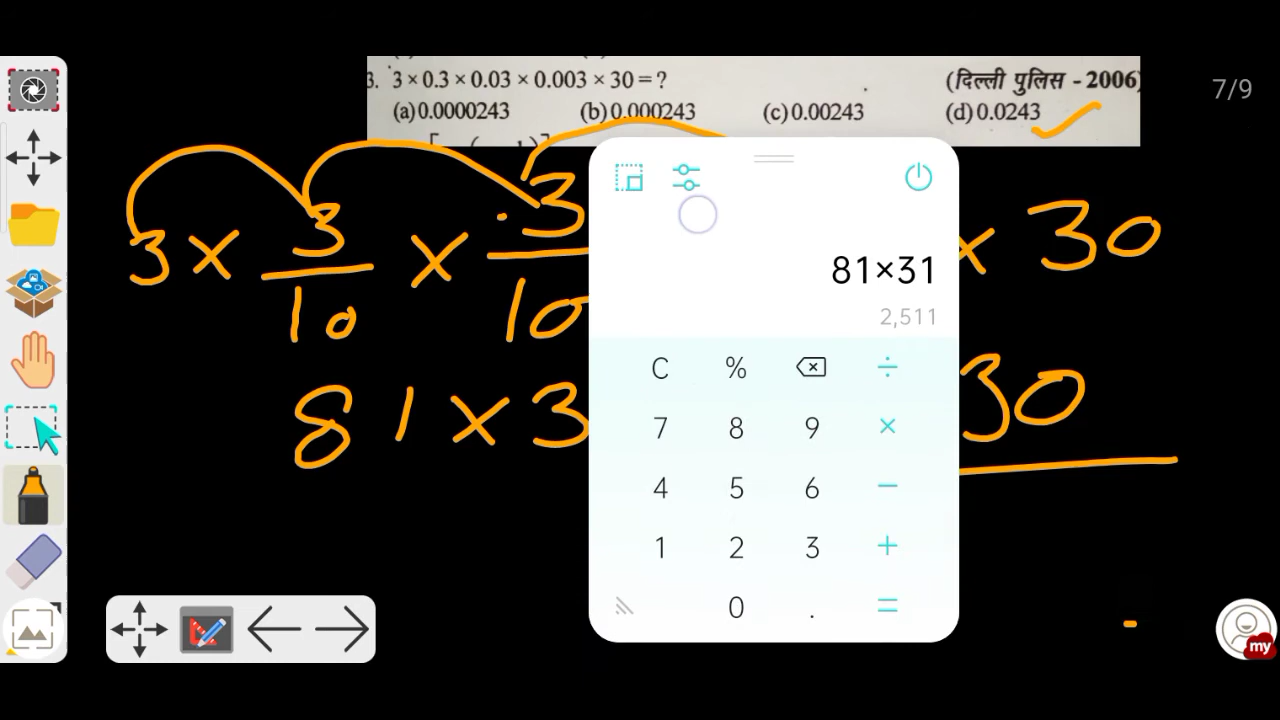 3. 3 × 0.3 × 0.03 × 0.003 × 30 = ? (दिल्ली पुलिस - 2006)
(a) 0.0000243 (b) 0.000243 (c) 0.00243 (d) 0.0243
7/9
3 × 3/10 × .3/10 × 30
81 × 3 30
81×31
2,511
C %  ÷
7 8 9 ×
4 5 6 −
1 2 3 +
0 . =
my